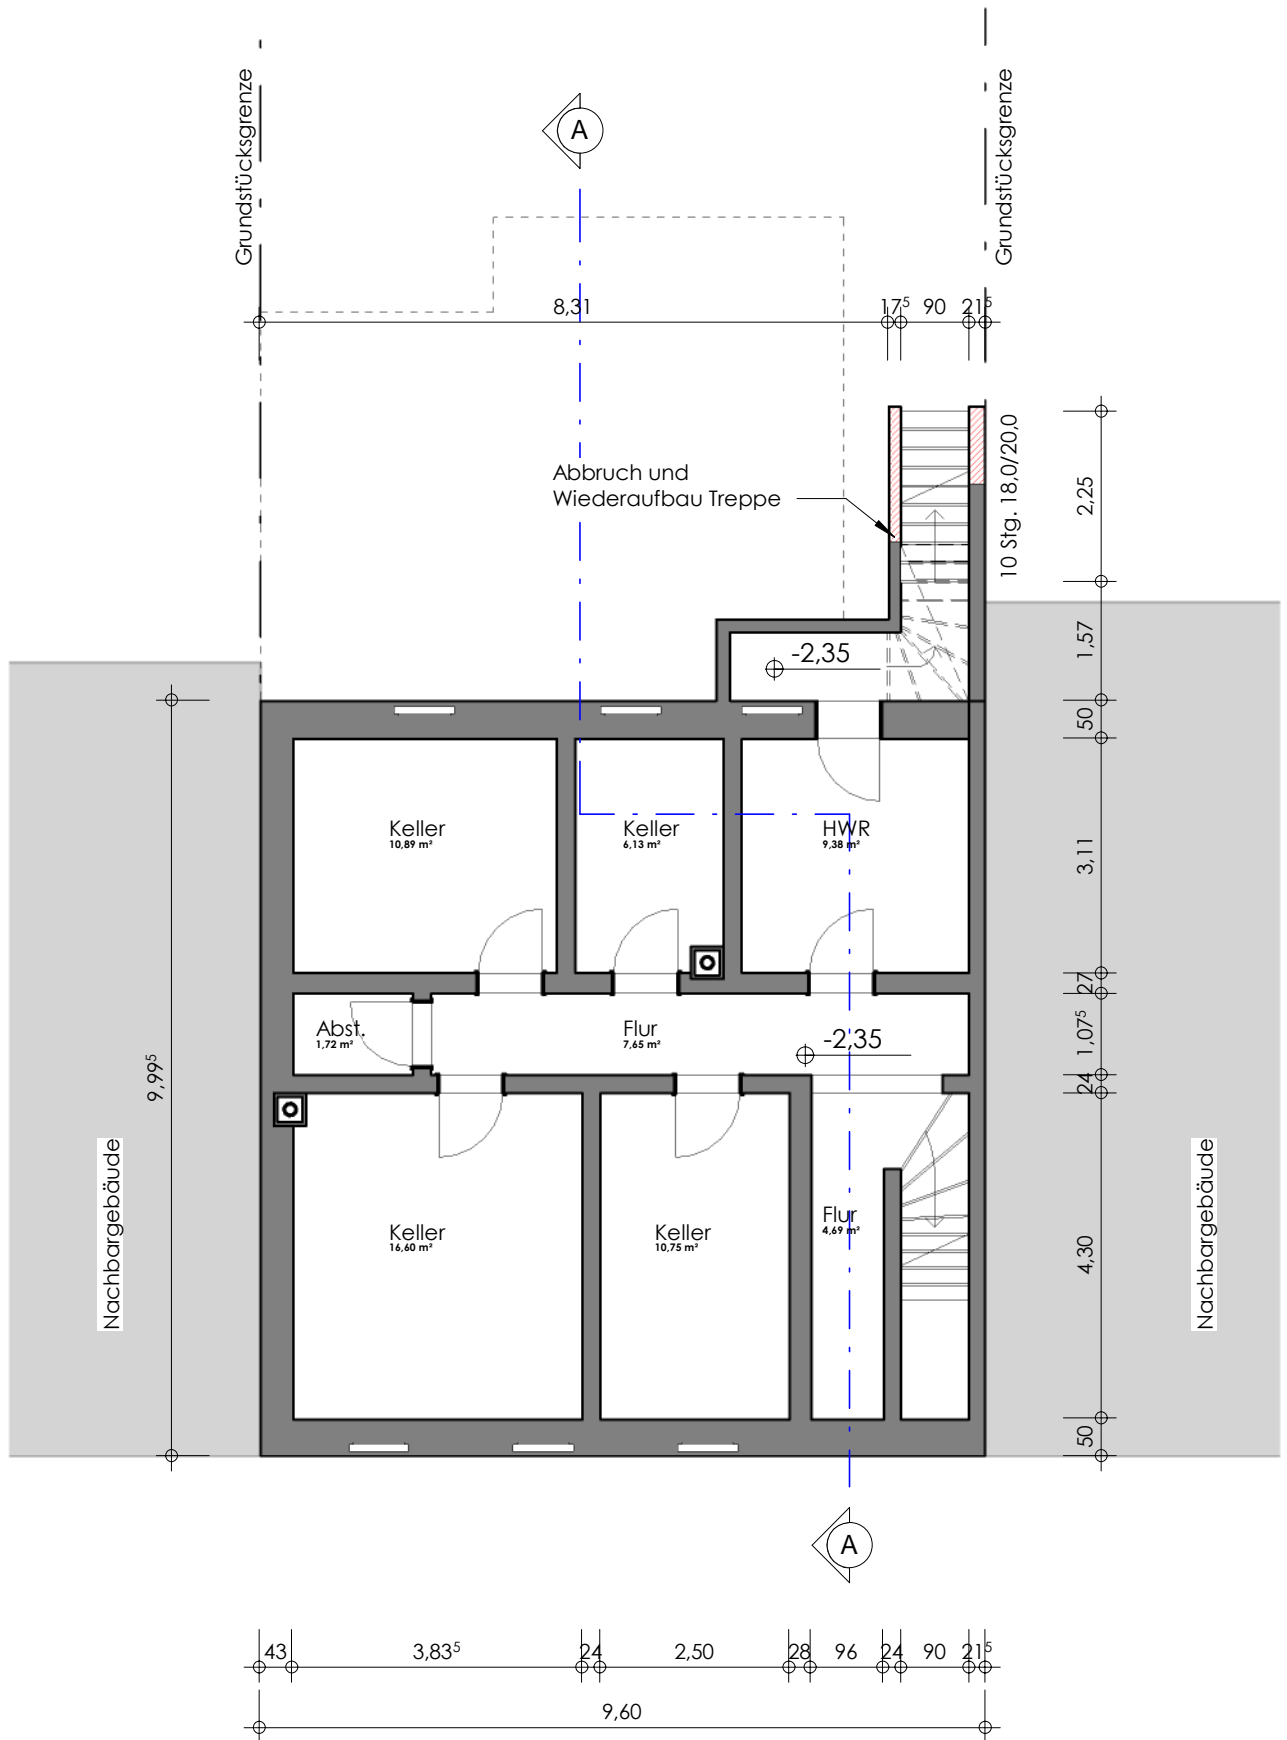 Grundstücksgrenze
Grundstücksgrenze
A
8,31
17⁵
90
21⁵
Abbruch und
Wiederaufbau Treppe
10 Stg. 18,0/20,0
2,25
1,57
50
3,11
27
1,07⁵
24
4,30
50
-2,35
Keller
10,89 m²
Keller
6,13 m²
HWR
9,38 m²
Abst.
1,72 m²
Flur
7,65 m²
-2,35
9,99⁵
Nachbargebäude
Keller
16,60 m²
Keller
10,75 m²
Flur
4,69 m²
Nachbargebäude
A
43
3,83⁵
24
2,50
28
96
24
90
21⁵
9,60